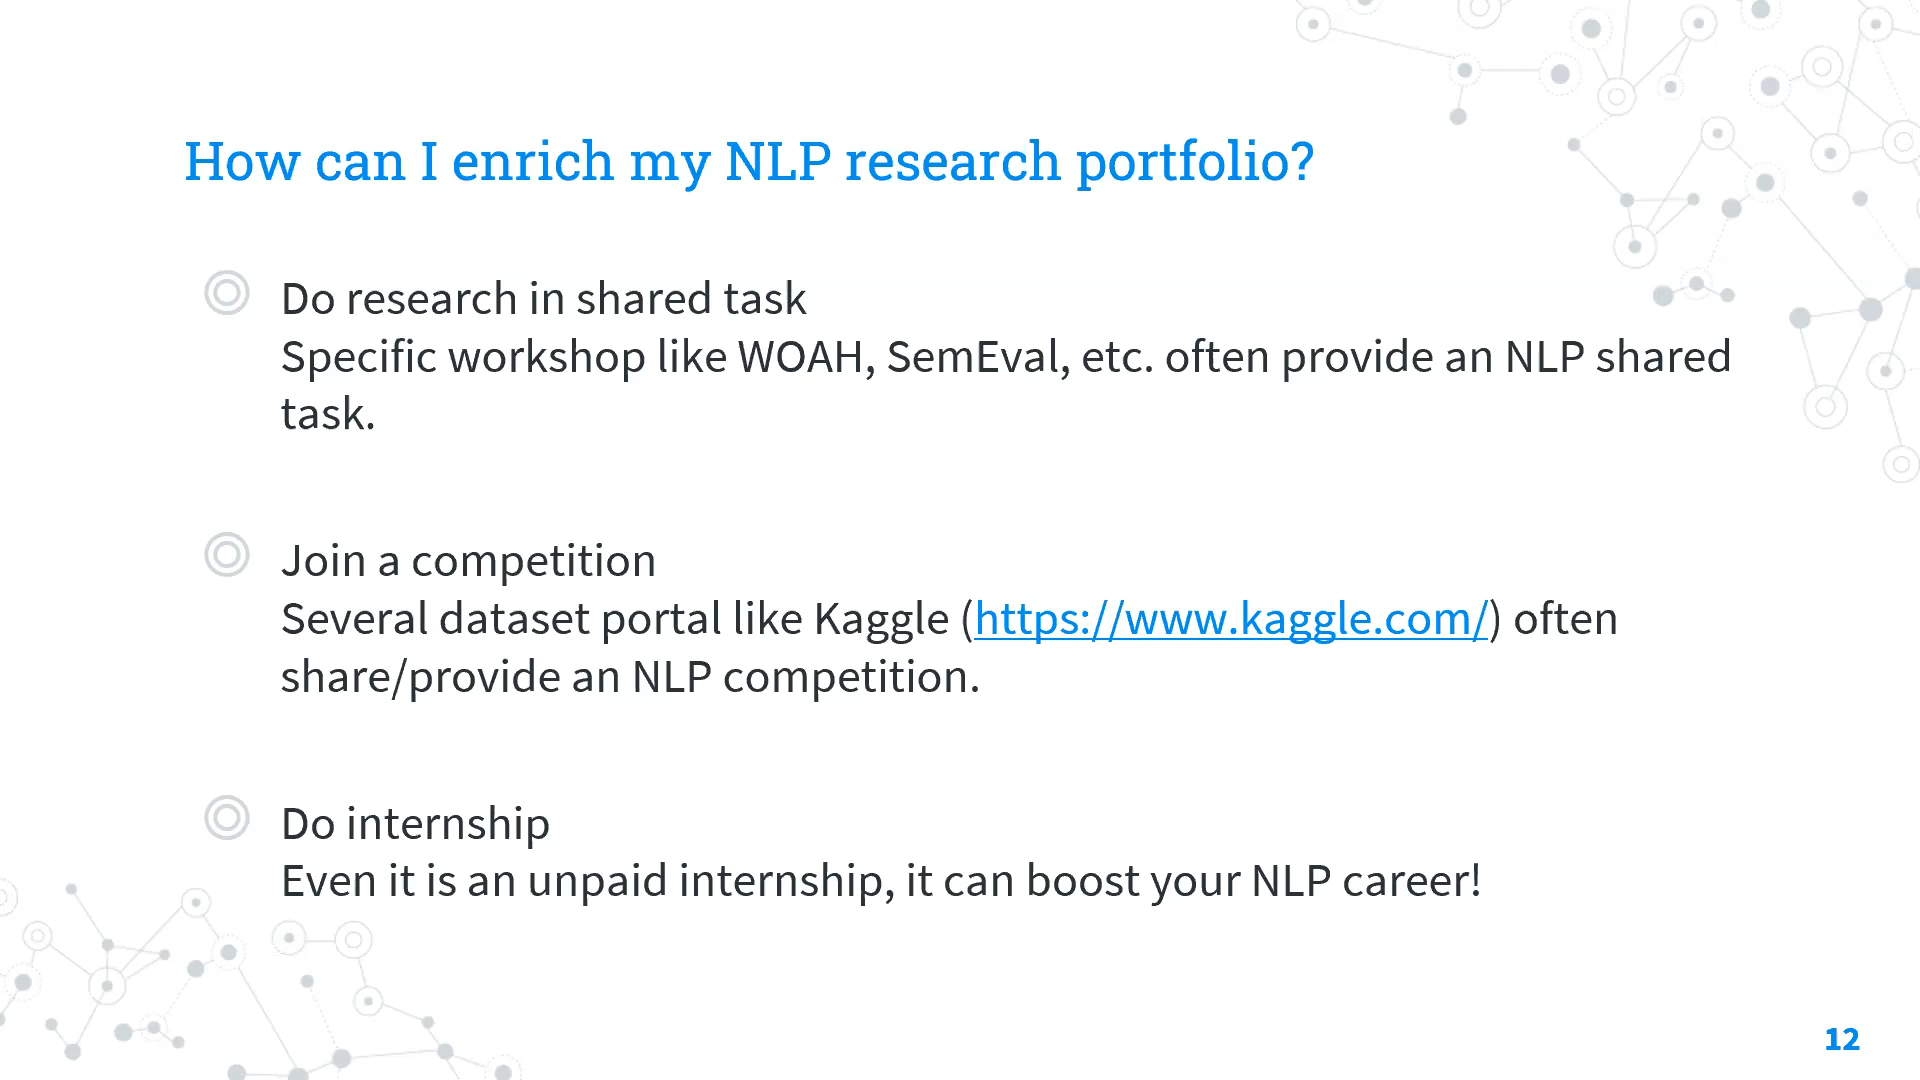 How can I enrich my NLP research portfolio?
Do research in shared task
Specific workshop like WOAH, SemEval, etc. often provide an NLP shared
task.
Join a competition
Several dataset portal like Kaggle (https://www.kaggle.com/) often
share/provide an NLP competition.
Do internship
Even it is an unpaid internship, it can boost your NLP career!
12